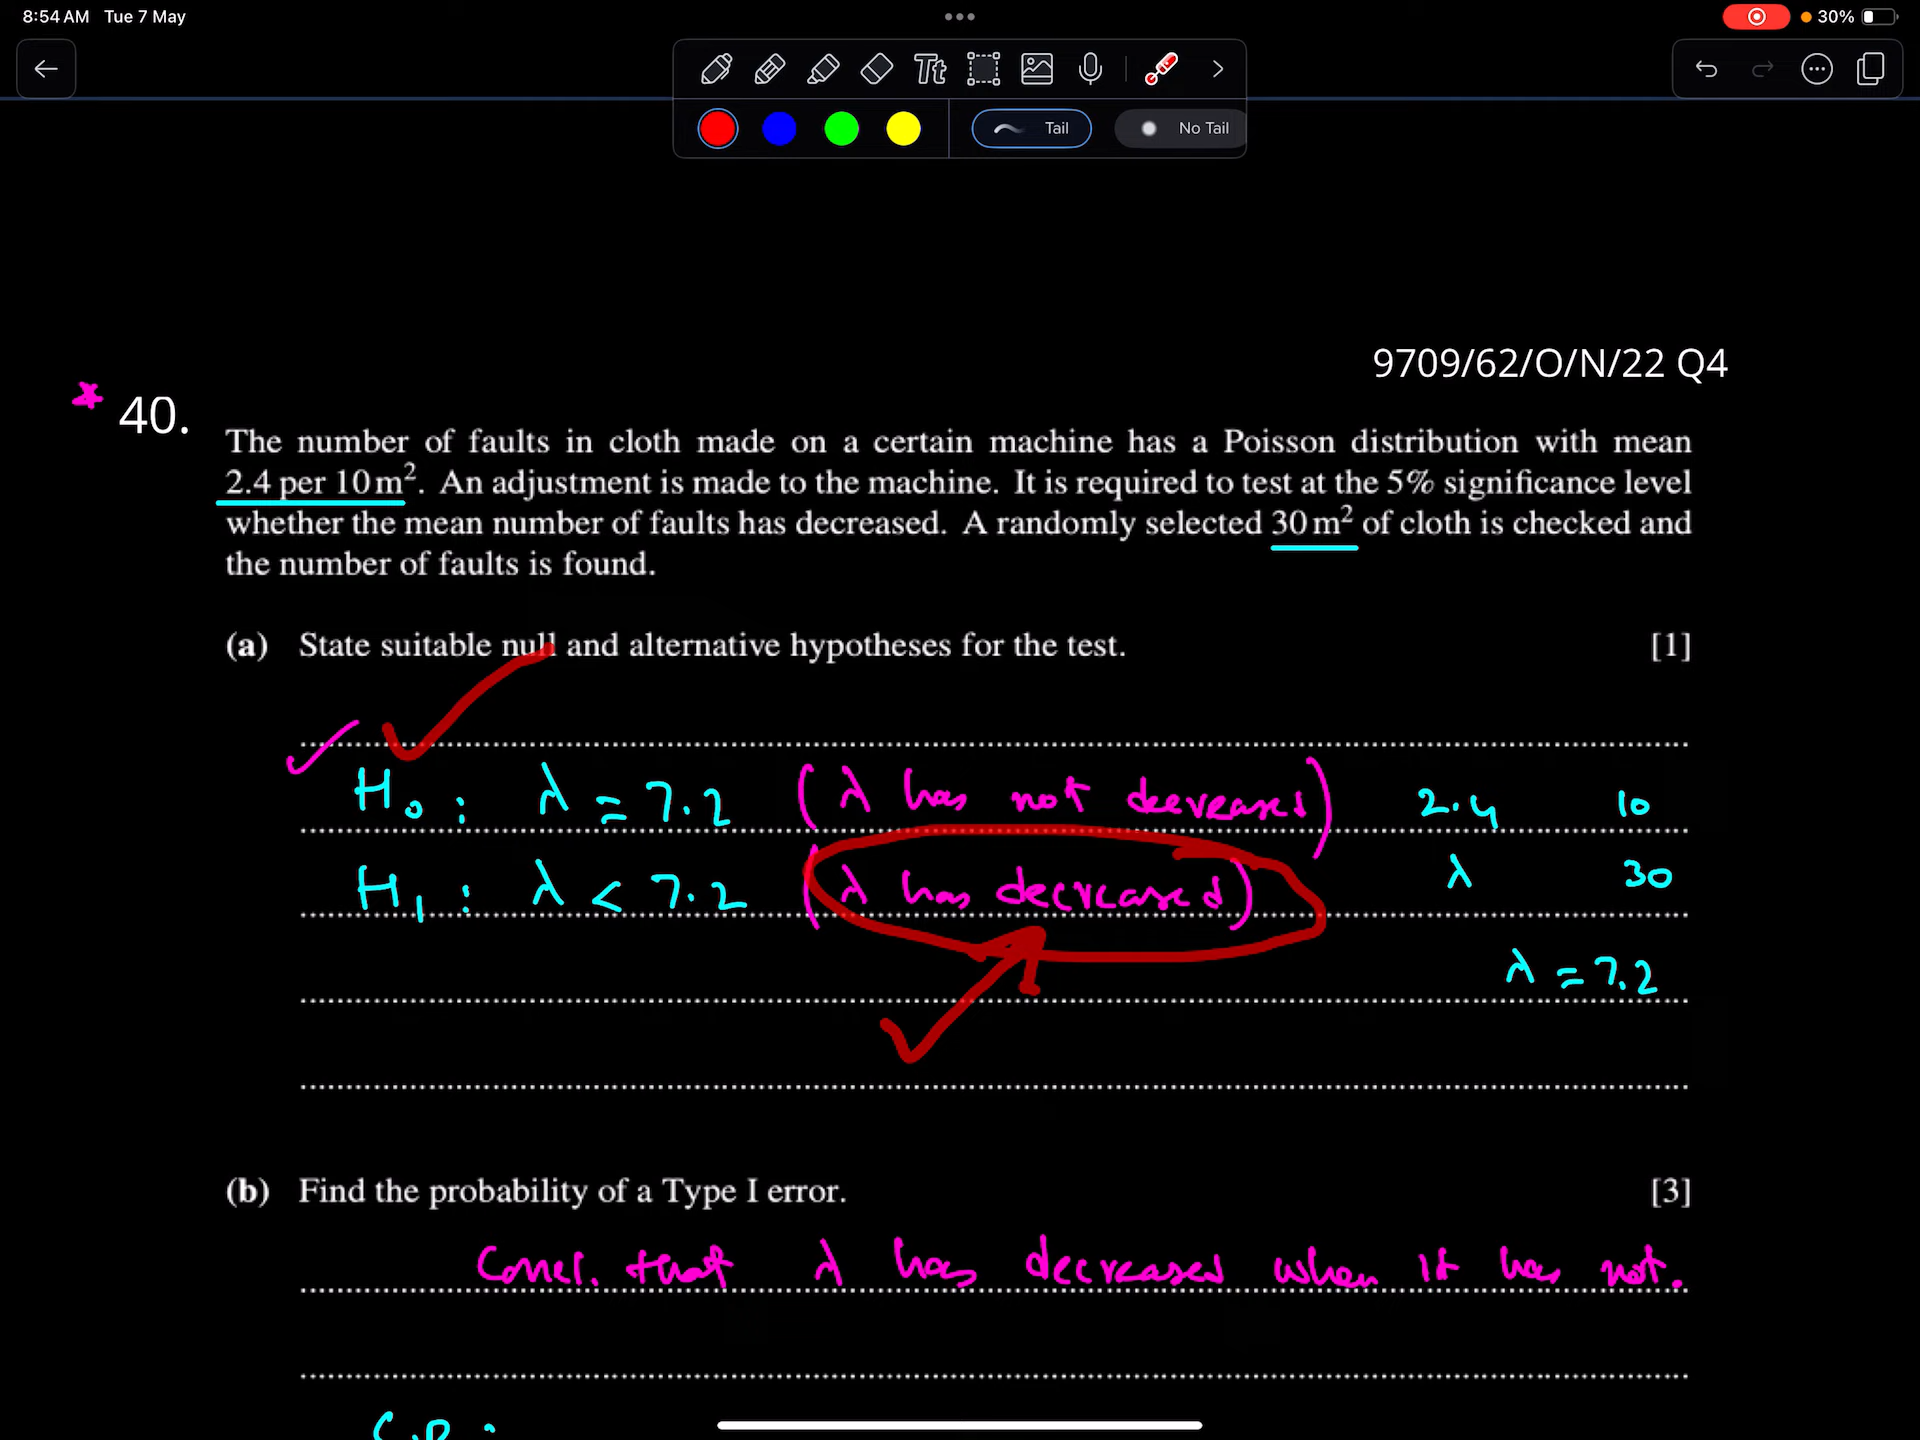 8:54 AM Tue 7 May
30%
Tt
Tail
No Tail
9709/62/O/N/22 Q4
40.
The number of faults in cloth made on a certain machine has a Poisson distribution with mean
2.4 per 10 m². An adjustment is made to the machine. It is required to test at the 5% significance level
whether the mean number of faults has decreased. A randomly selected 30 m² of cloth is checked and
the number of faults is found.
(a) State suitable null and alternative hypotheses for the test. [1]
H₀ : λ = 7.2 (λ has not decreased) 2.4 10
H₁ : λ < 7.2 (λ has decreased) λ 30
λ = 7.2
(b) Find the probability of a Type I error. [3]
Concl. that λ has decreased when it has not.
C.R :